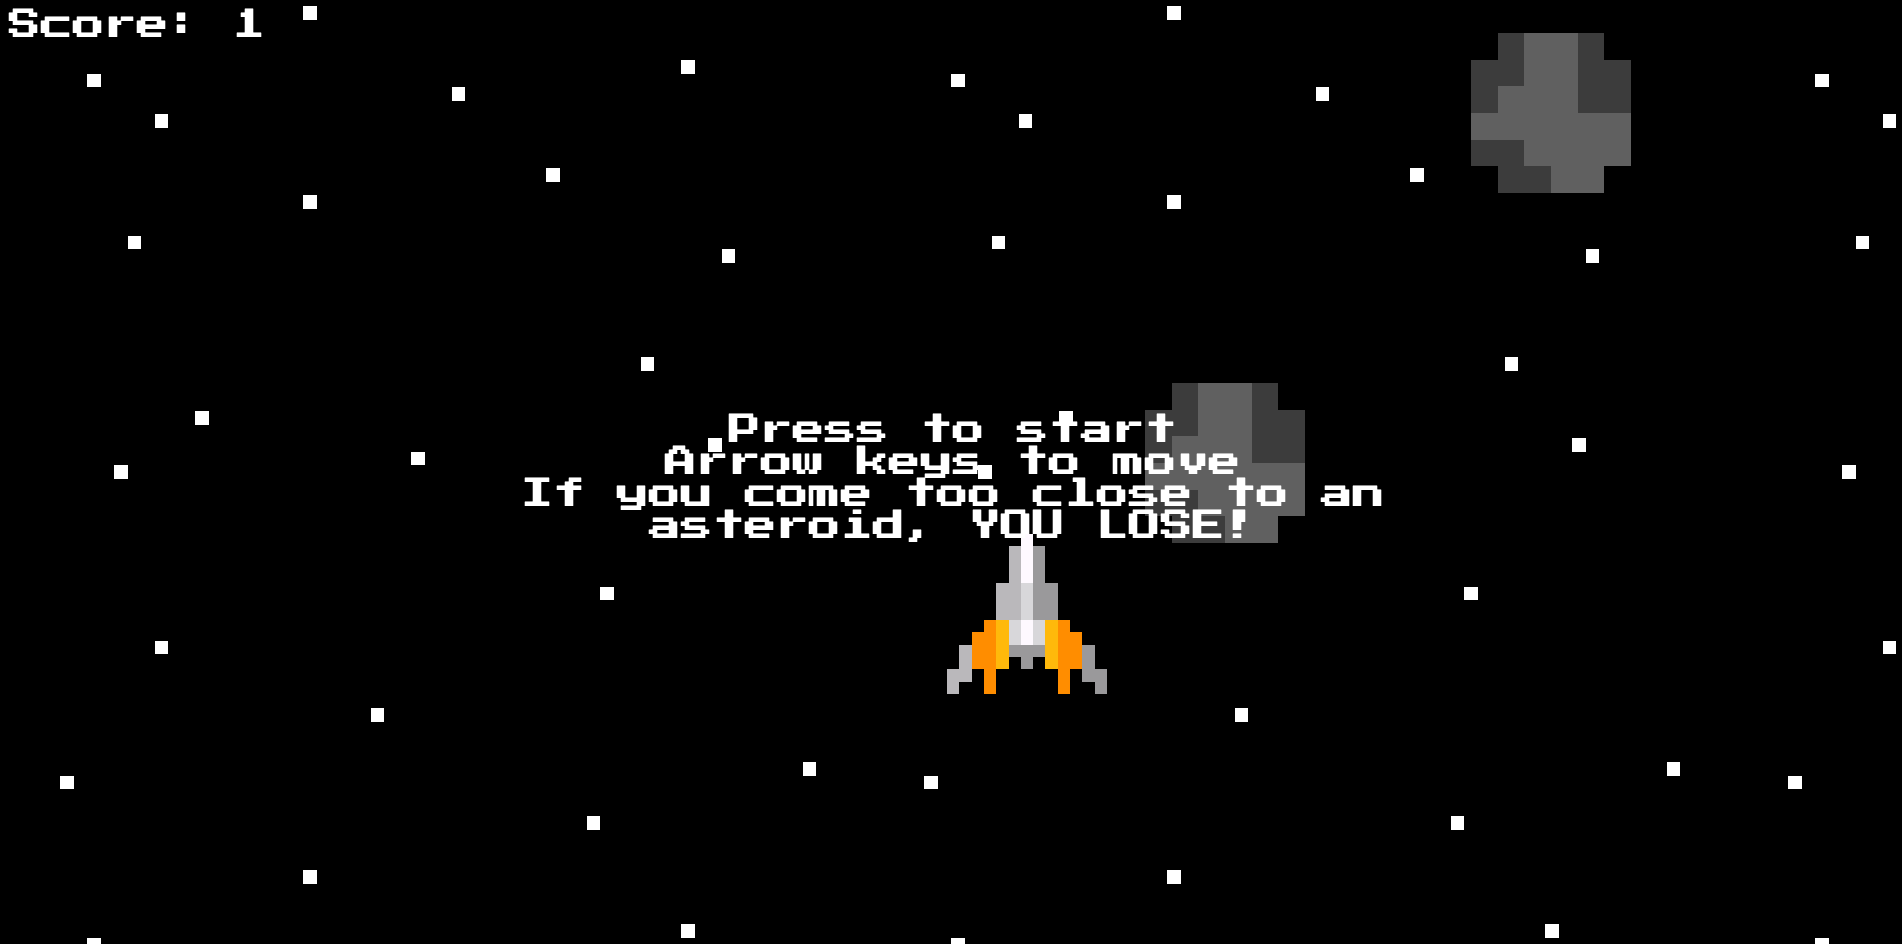 Score: 1
Press to start
Arrow keys to move
If you come too close to an
asteroid, YOU LOSE!